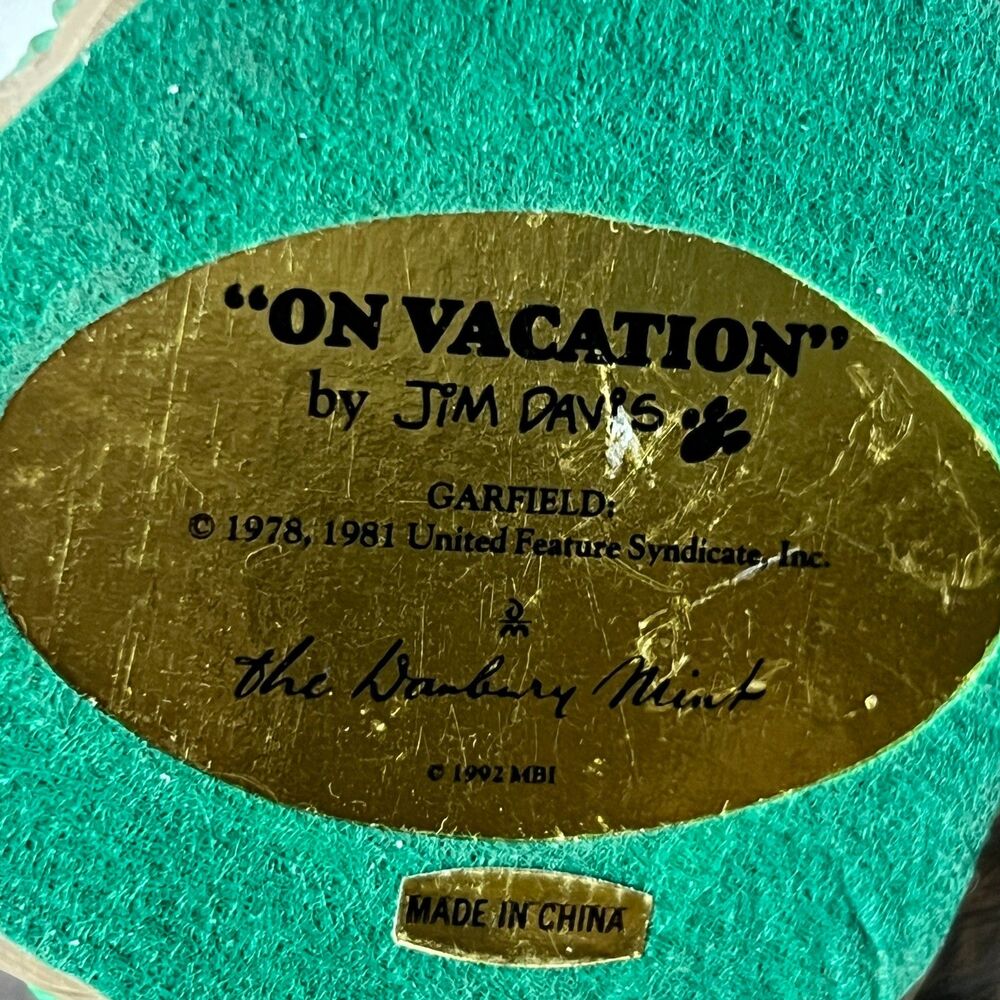 “ON VACATION”
by JiM DAViS
GARFIELD:
© 1978, 1981 United Feature Syndicate, Inc.
DM
the Danbury Mint
© 1992 MBI
MADE IN CHINA